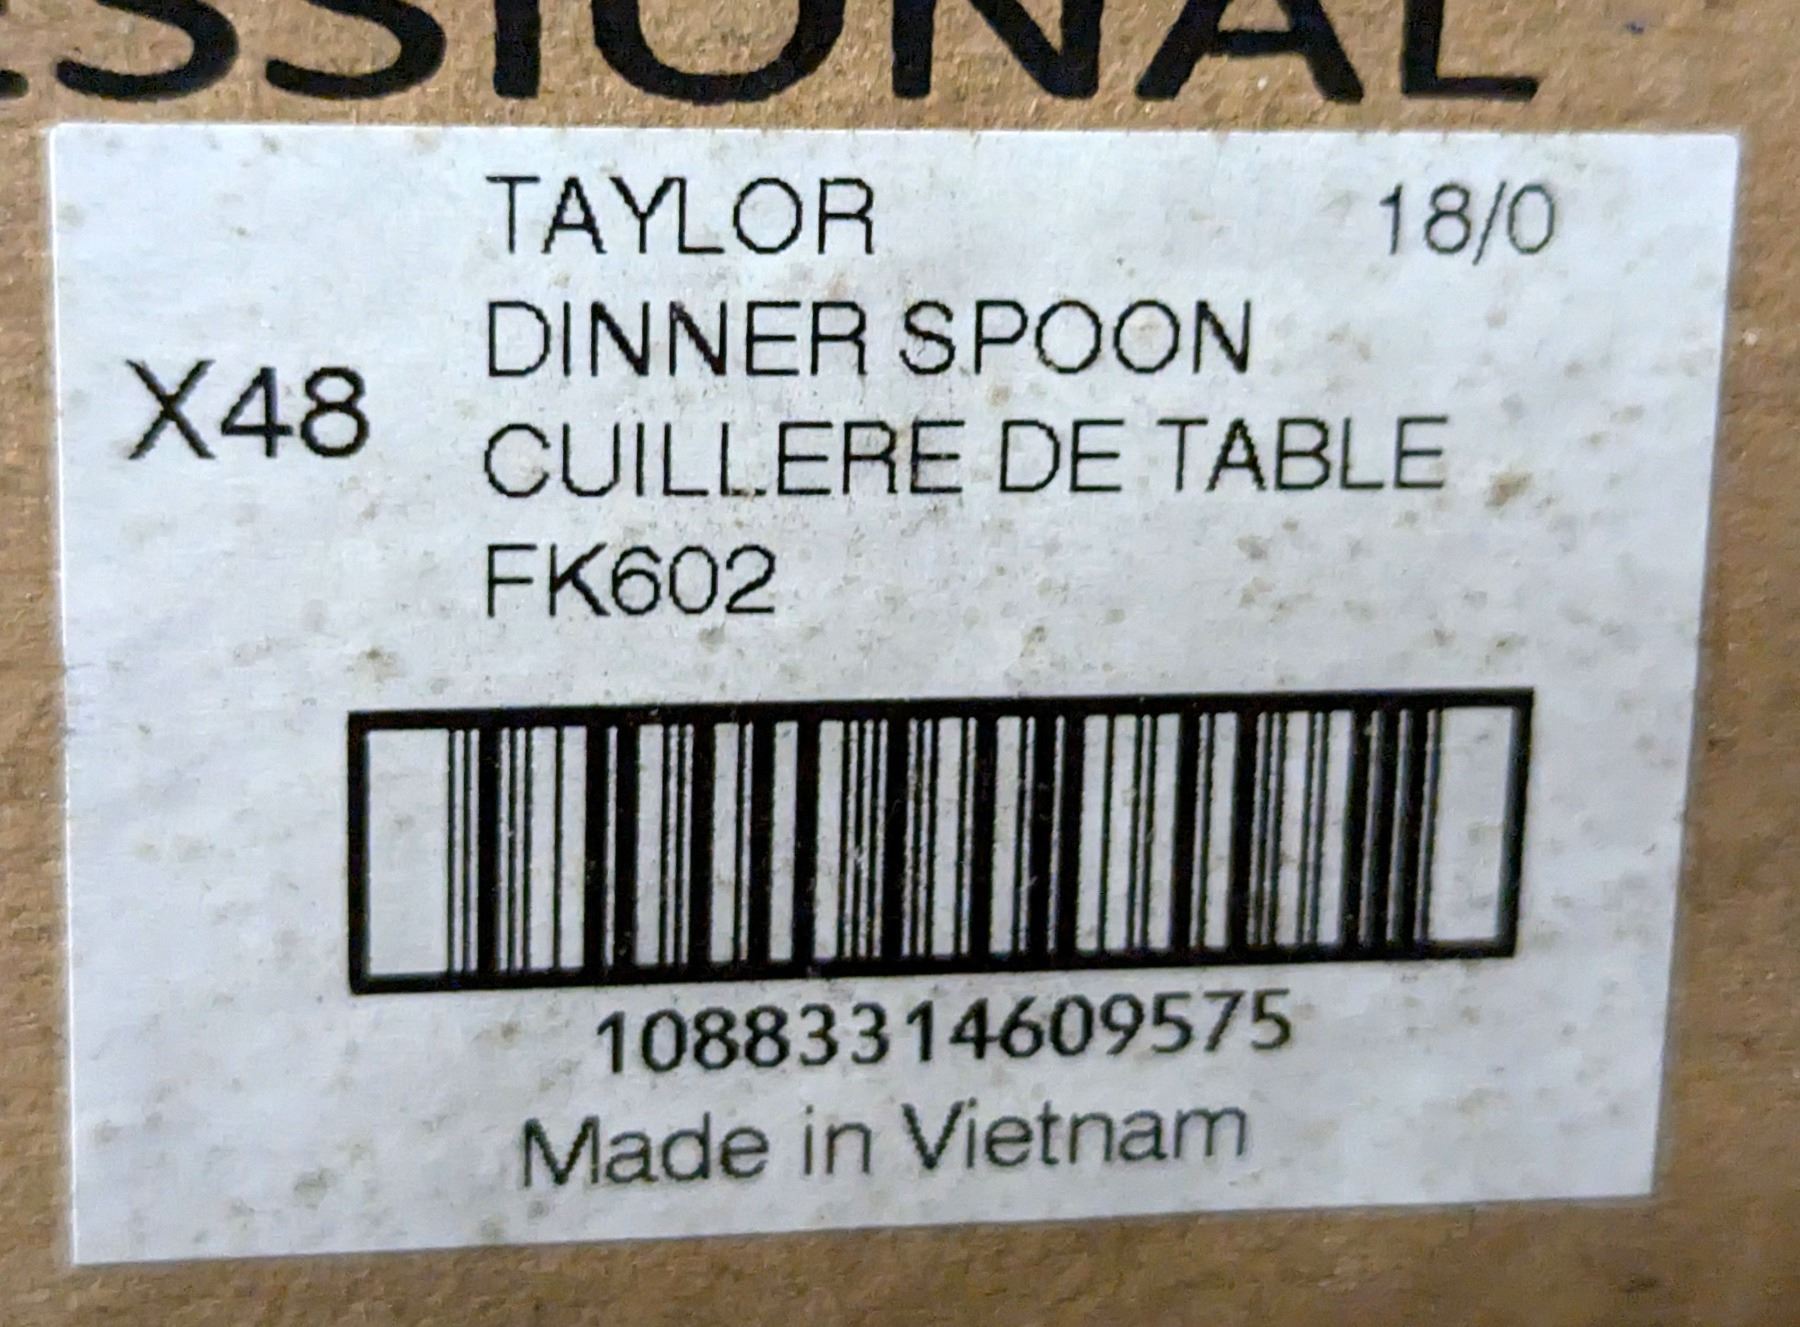 TAYLOR 18/0
DINNER SPOON
X48
CUILLERE DE TABLE
FK602
10883314609575
Made in Vietnam